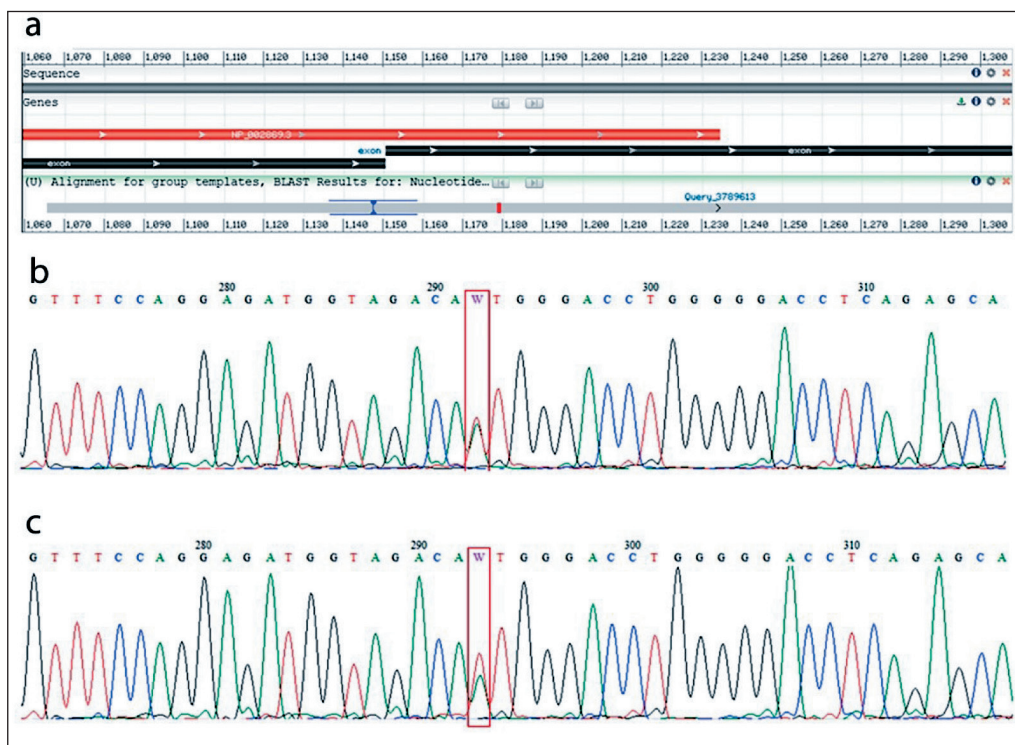 a
1,060 1,070 1,080 1,090 1,100 1,110 1,120 1,130 1,140 1,150 1,160 1,170 1,180 1,190 1,200 1,210 1,220 1,230 1,240 1,250 1,260 1,270 1,280 1,290 1,300
Sequence
Genes
NP_002869.3
exon exon
exon
(U) Alignment for group templates, BLAST Results for: Nucleotide...
Query_3789613
1,060 1,070 1,080 1,090 1,100 1,110 1,120 1,130 1,140 1,150 1,160 1,170 1,180 1,190 1,200 1,210 1,220 1,230 1,240 1,250 1,260 1,270 1,280 1,290 1,300
b
280 290 300 310
G T T T C C A G G A G A T G G T A G A C A W T G G G A C C T G G G G G A C C T C A G A G C A
c
280 290 300 310
G T T T C C A G G A G A T G G T A G A C A W T G G G A C C T G G G G G A C C T C A G A G C A